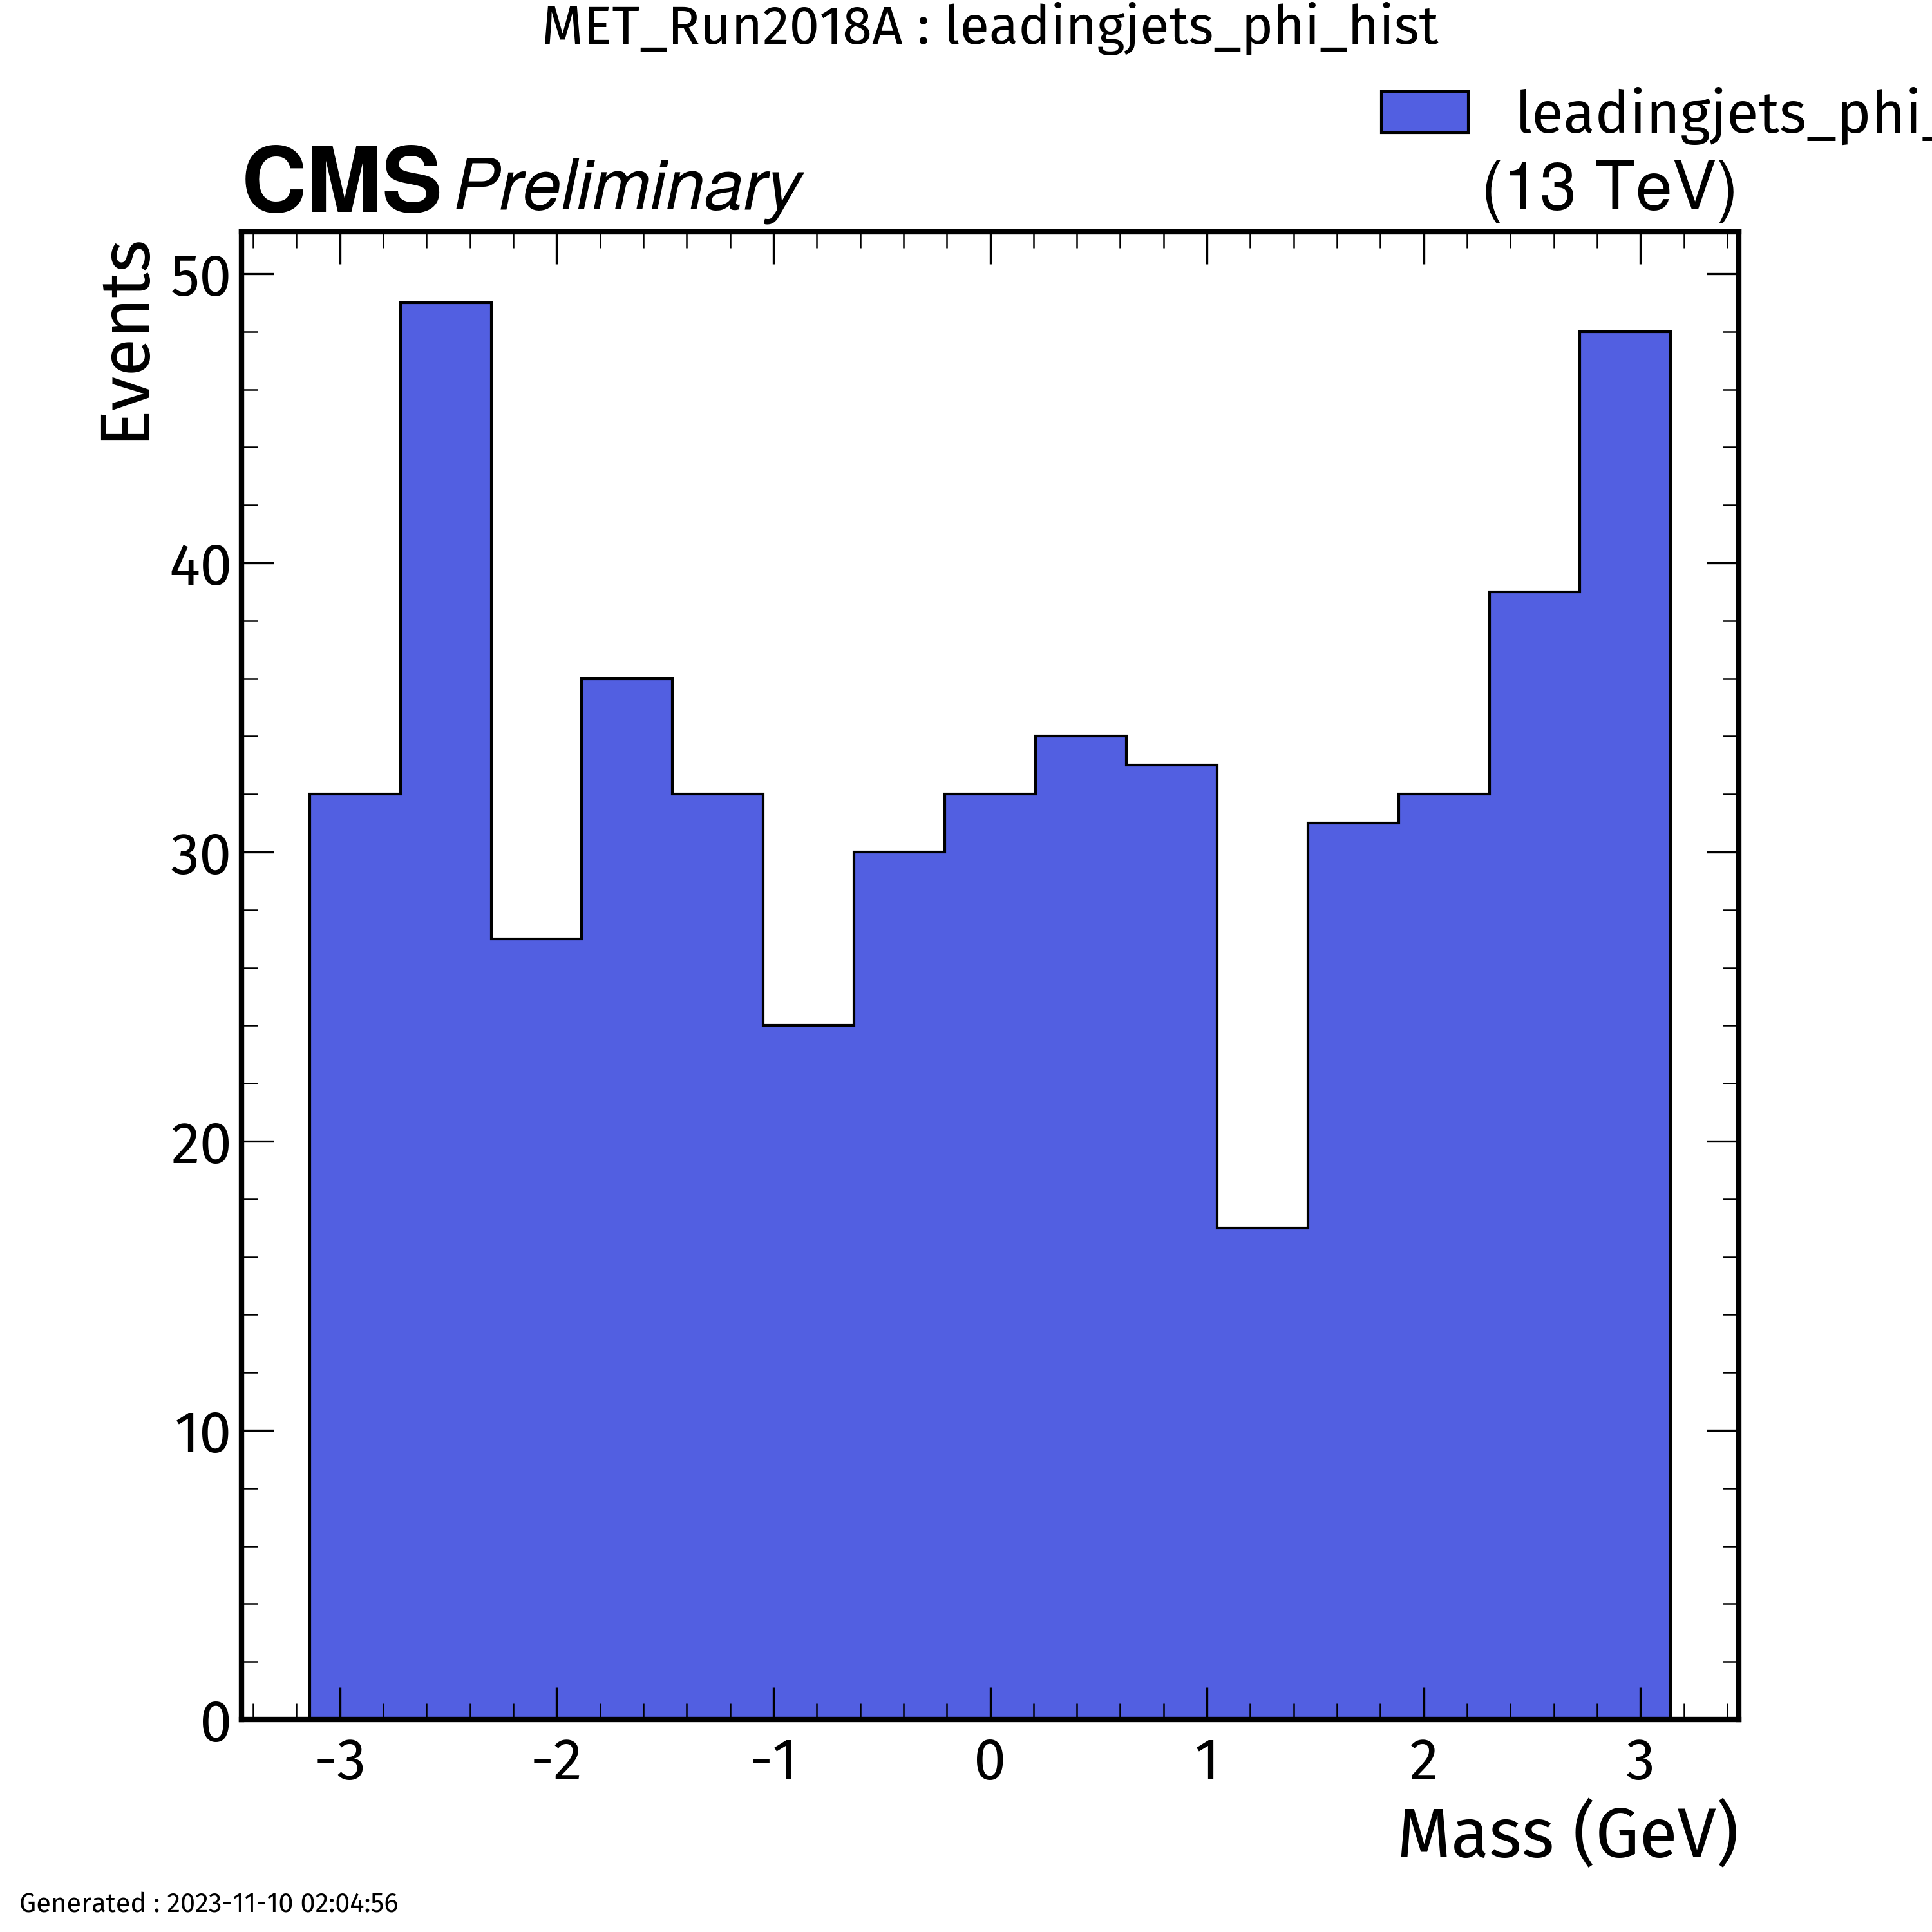 MET_Run2018A : leadingjets_phi_hist
leadingjets_phi_
CMS Preliminary
(13 TeV)
Events
50
40
30
20
10
0
-3 -2 -1 0 1 2 3
Mass (GeV)
Generated : 2023-11-10 02:04:56